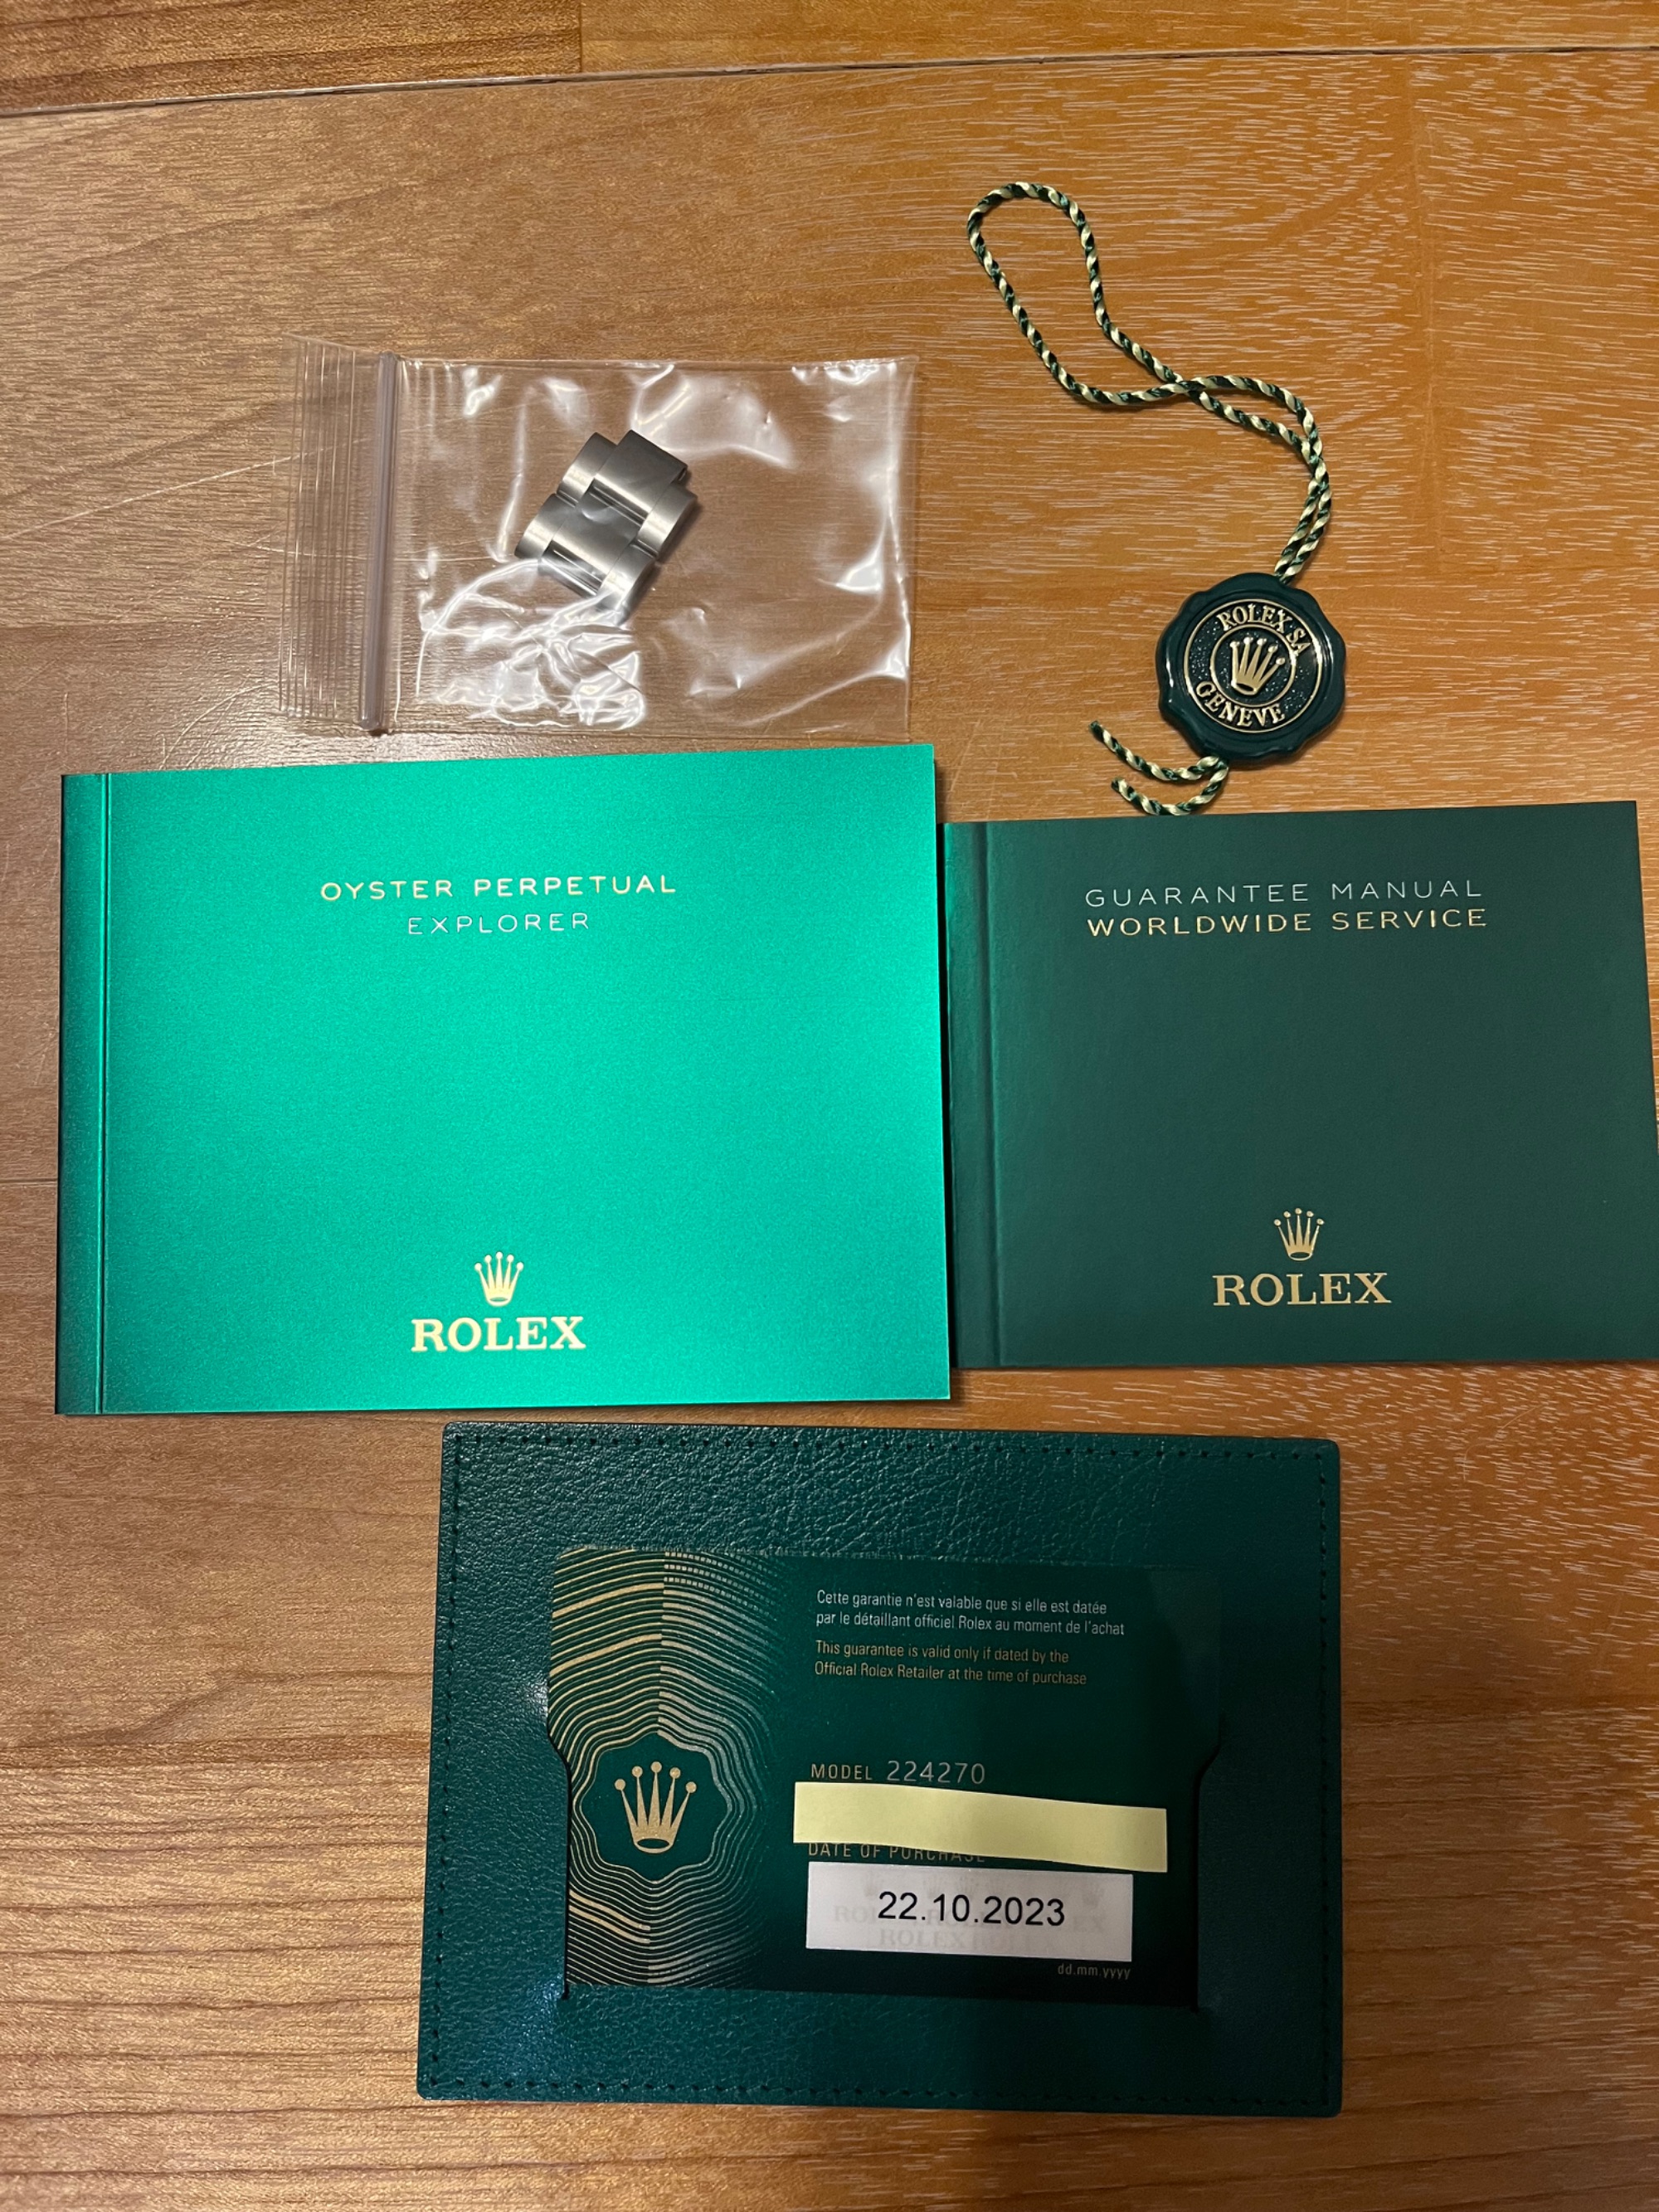 ROLEX SA
GENEVE
OYSTER PERPETUAL
EXPLORER
ROLEX
GUARANTEE MANUAL
WORLDWIDE SERVICE
ROLEX
Cette garantie n'est valable que si elle est datée
par le détaillant officiel Rolex au moment de l'achat
This guarantee is valid only if dated by the
Official Rolex Retailer at the time of purchase
MODEL 224270
DATE OF PURCHASE
22.10.2023
ROLEX ROLEX
dd.mm.yyyy